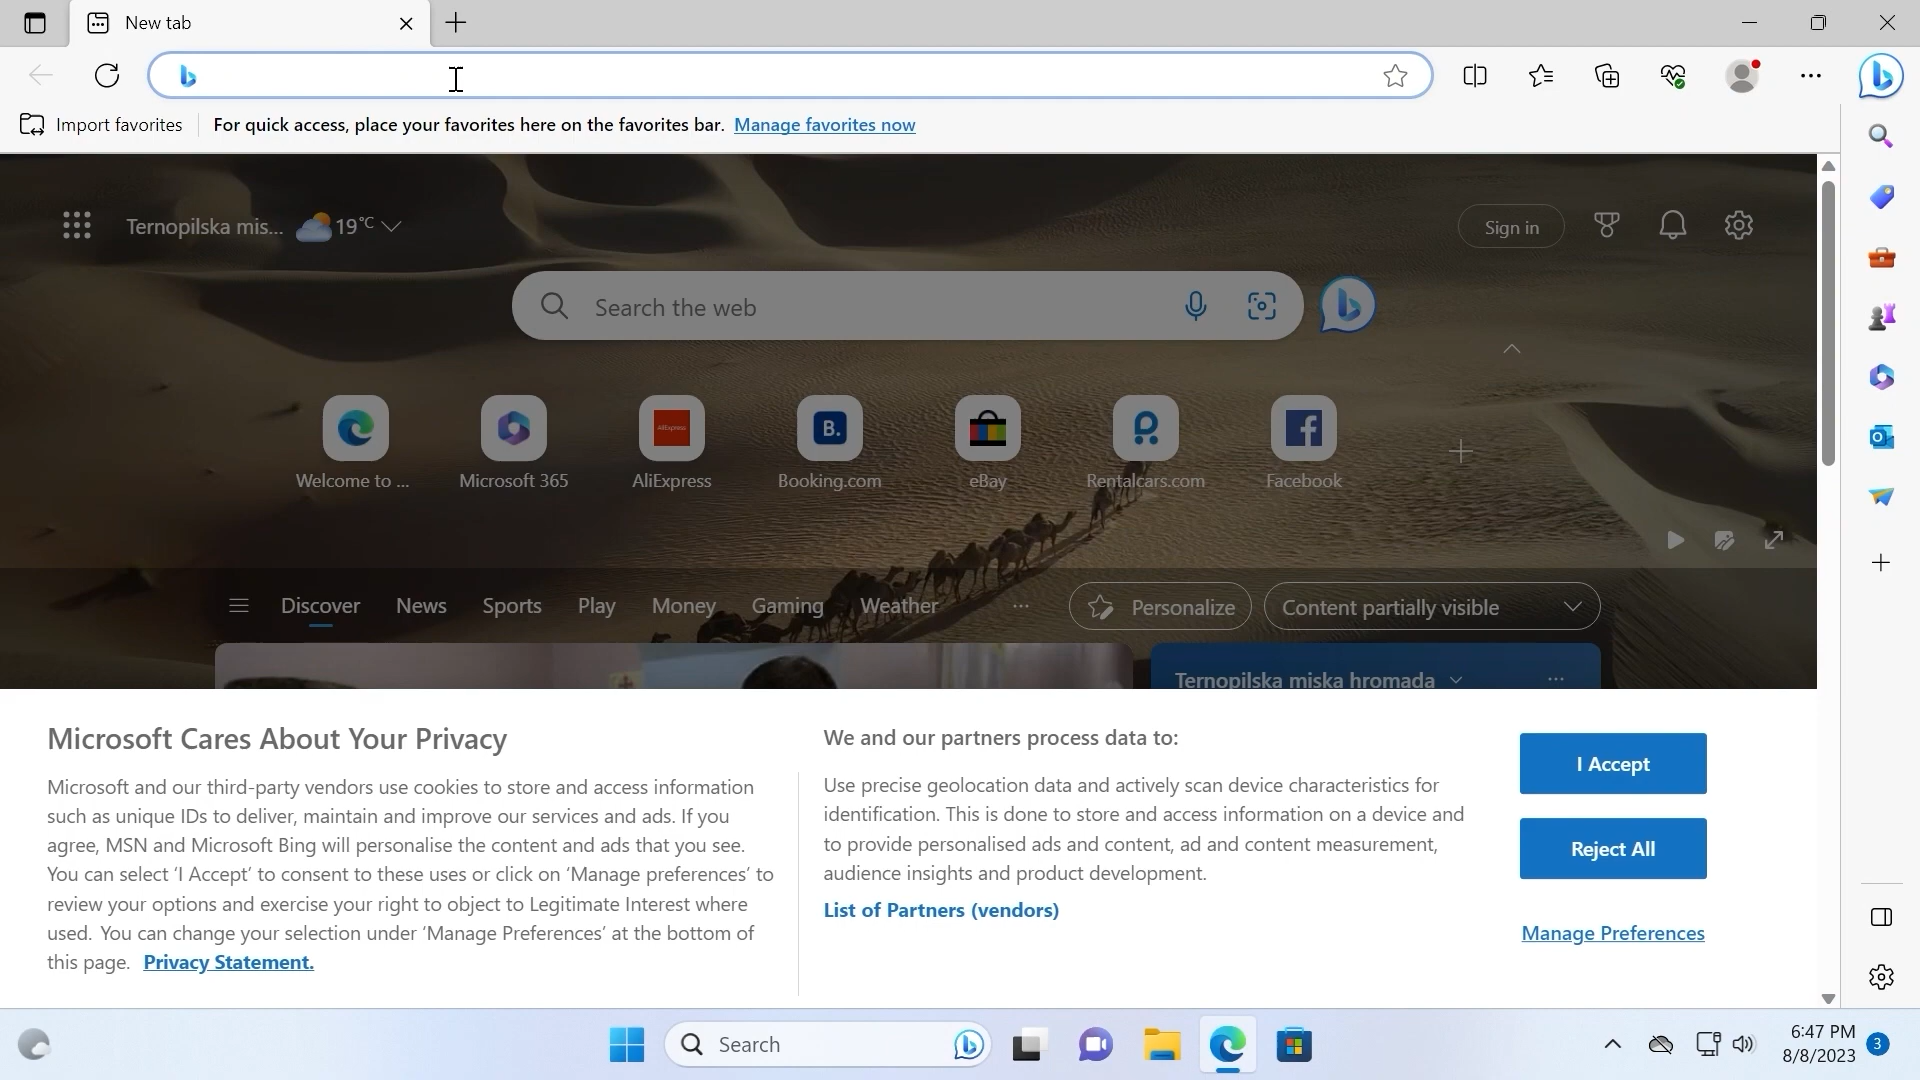 New tab
Import favorites
For quick access, place your favorites here on the favorites bar. Manage favorites now
Ternopilska mis... 19°C
Sign in
Search the web
Welcome to ...
Microsoft 365
AliExpress
AliExpress
B.
Booking.com
eBay
Rentalcars.com
Facebook
Discover
News
Sports
Play
Money
Gaming
Weather
Personalize
Content partially visible
Ternopilska miska hromada
Microsoft Cares About Your Privacy
Microsoft and our third-party vendors use cookies to store and access information
such as unique IDs to deliver, maintain and improve our services and ads. If you
agree, MSN and Microsoft Bing will personalise the content and ads that you see.
You can select ‘I Accept’ to consent to these uses or click on ‘Manage preferences’ to
review your options and exercise your right to object to Legitimate Interest where
used. You can change your selection under ‘Manage Preferences’ at the bottom of
this page. Privacy Statement.
We and our partners process data to:
Use precise geolocation data and actively scan device characteristics for
identification. This is done to store and access information on a device and
to provide personalised ads and content, ad and content measurement,
audience insights and product development.
List of Partners (vendors)
I Accept
Reject All
Manage Preferences
Search
6:47 PM
8/8/2023
3